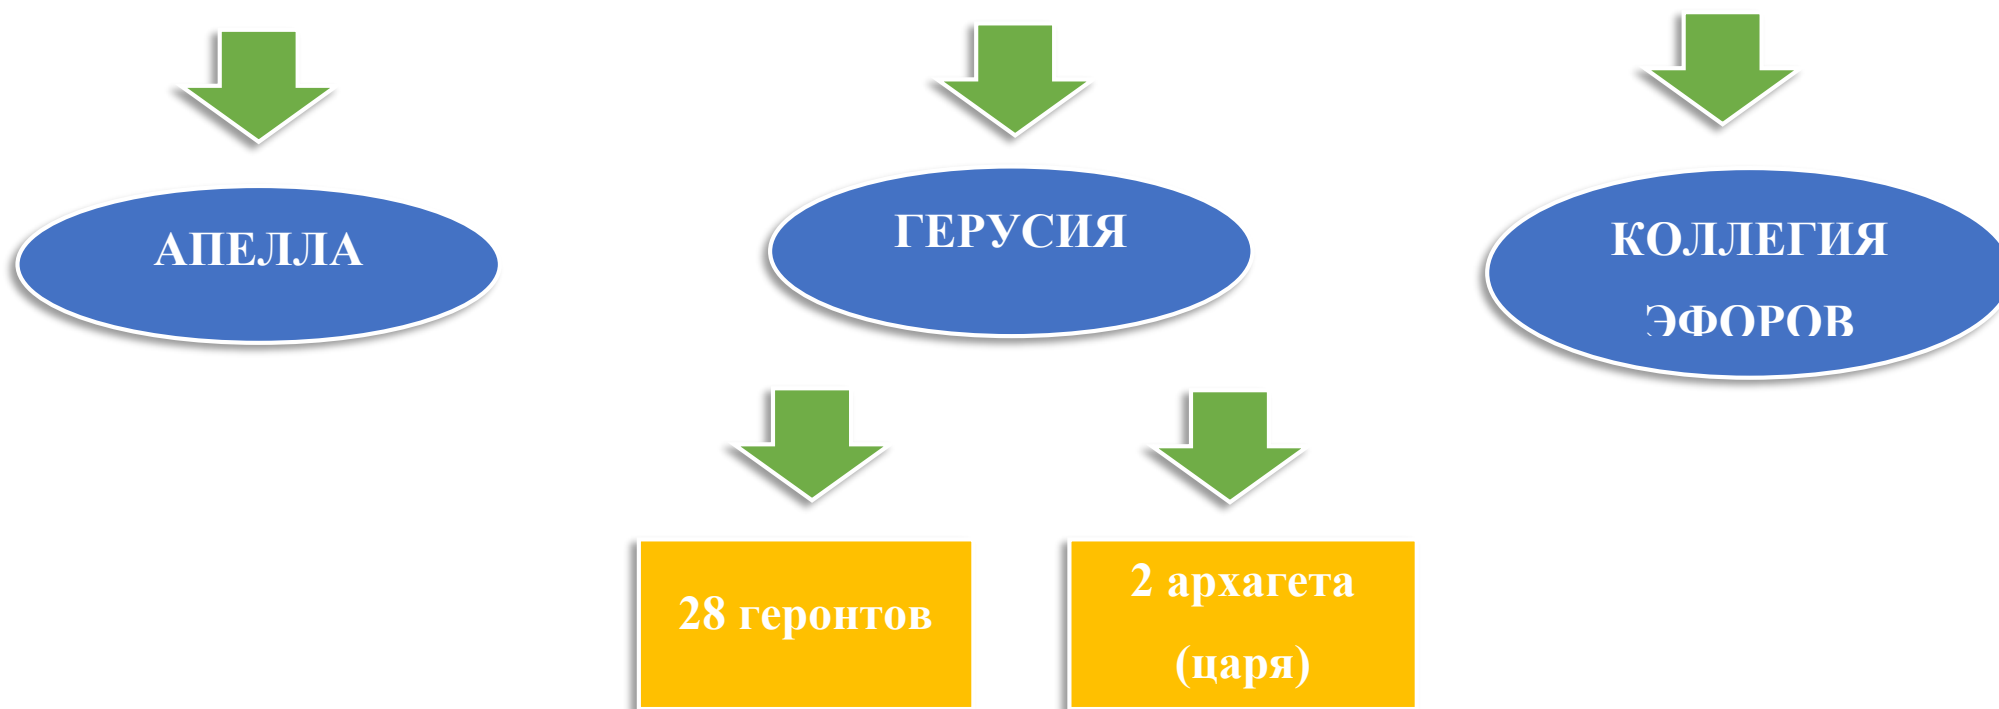 АПЕЛЛА
ГЕРУСИЯ
КОЛЛЕГИЯ
ЭФОРОВ
28 геронтов
2 архагета
(царя)